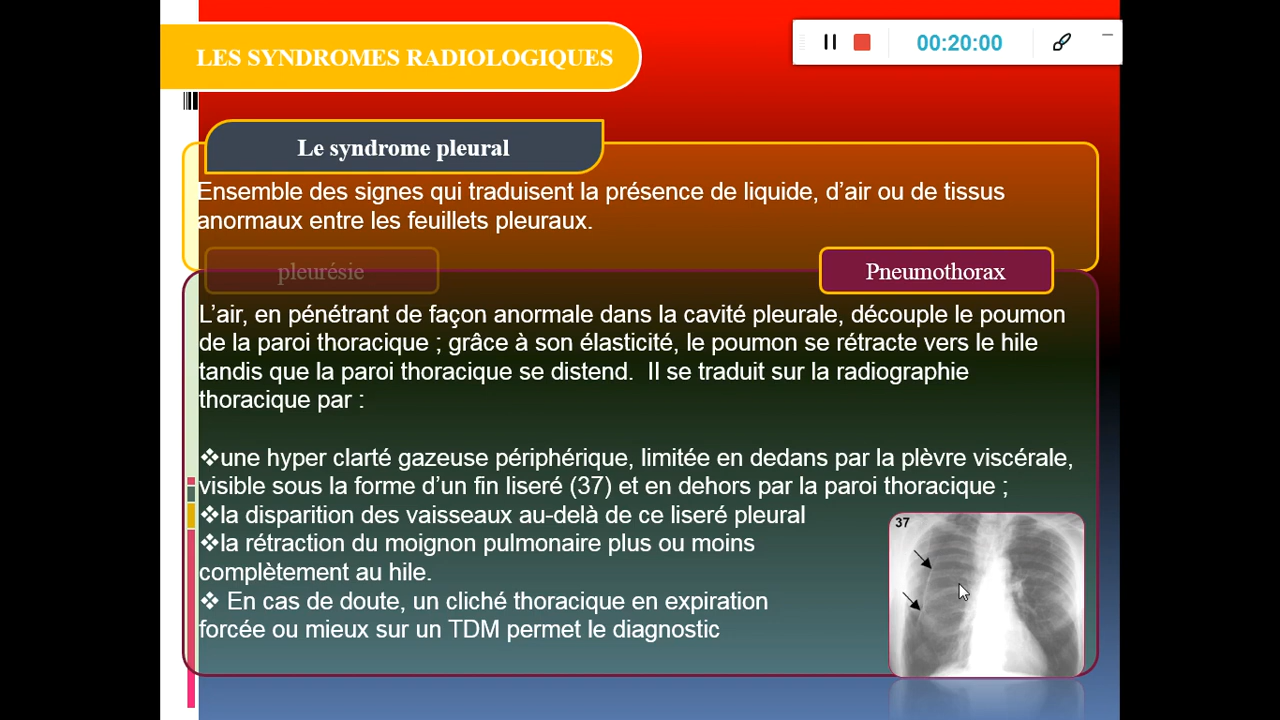 LES SYNDROMES RADIOLOGIQUES
00:20:00
Le syndrome pleural
Ensemble des signes qui traduisent la présence de liquide, d’air ou de tissus
anormaux entre les feuillets pleuraux.
pleurésie
Pneumothorax
L’air, en pénétrant de façon anormale dans la cavité pleurale, découple le poumon
de la paroi thoracique ; grâce à son élasticité, le poumon se rétracte vers le hile
tandis que la paroi thoracique se distend. Il se traduit sur la radiographie
thoracique par :
❖une hyper clarté gazeuse périphérique, limitée en dedans par la plèvre viscérale,
visible sous la forme d’un fin liseré (37) et en dehors par la paroi thoracique ;
❖la disparition des vaisseaux au-delà de ce liseré pleural
❖la rétraction du moignon pulmonaire plus ou moins
complètement au hile.
❖ En cas de doute, un cliché thoracique en expiration
forcée ou mieux sur un TDM permet le diagnostic
37